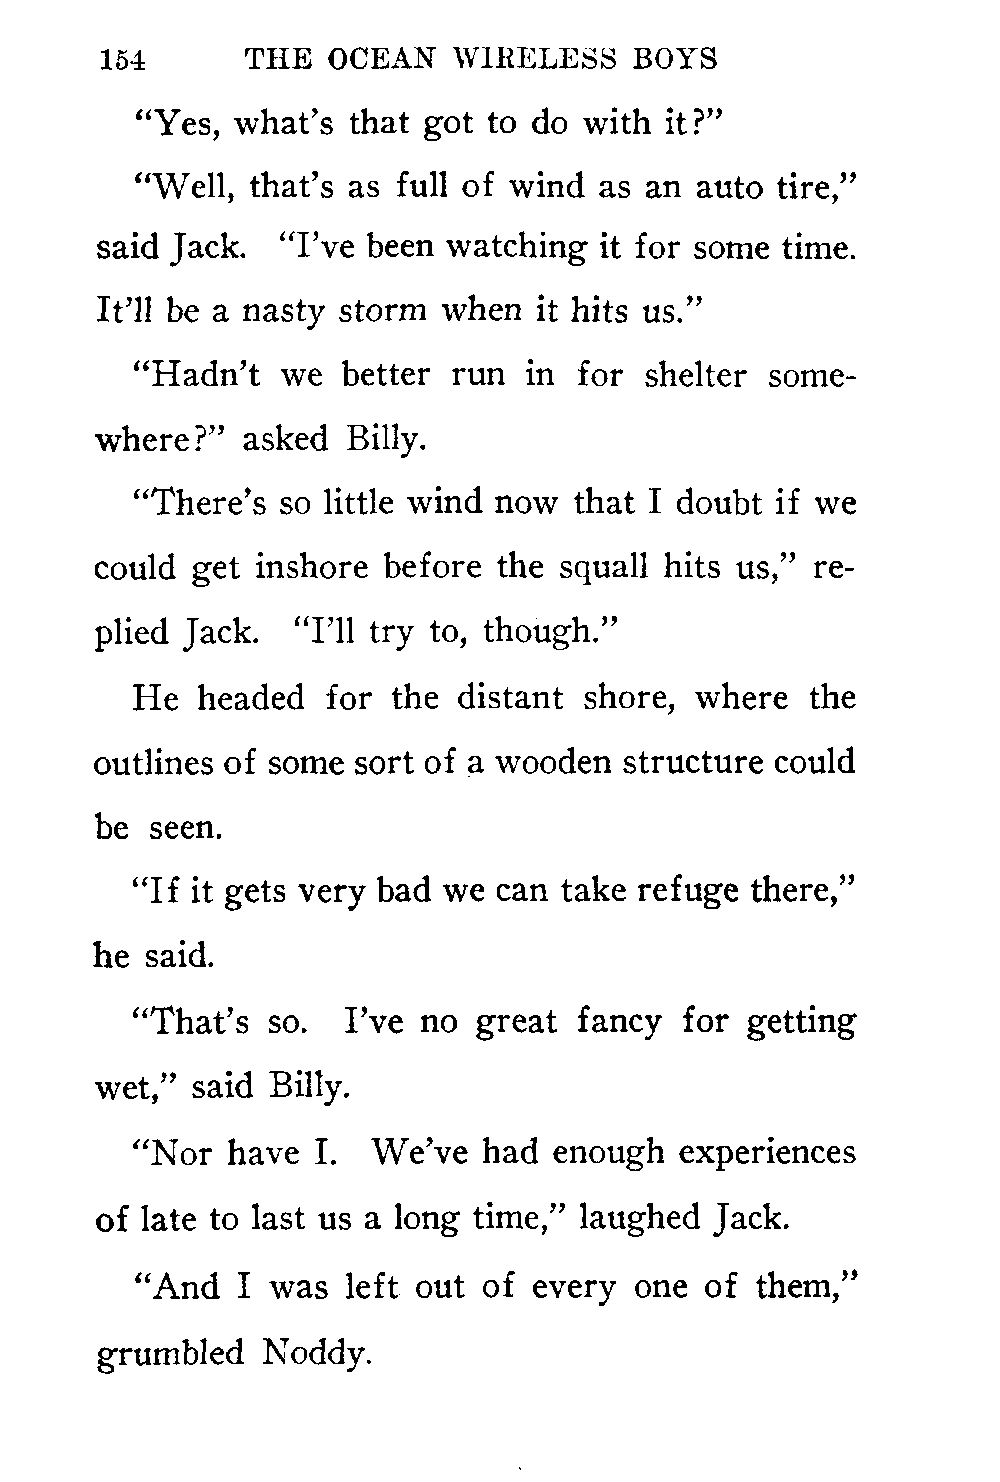 154 THE OCEAN WIRELESS BOYS
“Yes, what’s that got to do with it?”
“Well, that’s as full of wind as an auto tire,”
said Jack. “I’ve been watching it for some time.
It’ll be a nasty storm when it hits us.”
“Hadn’t we better run in for shelter some-
where?” asked Billy.
“There’s so little wind now that I doubt if we
could get inshore before the squall hits us,” re-
plied Jack. “I’ll try to, though.”
He headed for the distant shore, where the
outlines of some sort of a wooden structure could
be seen.
“If it gets very bad we can take refuge there,”
he said.
“That’s so. I’ve no great fancy for getting
wet,” said Billy.
“Nor have I. We’ve had enough experiences
of late to last us a long time,” laughed Jack.
“And I was left out of every one of them,”
grumbled Noddy.